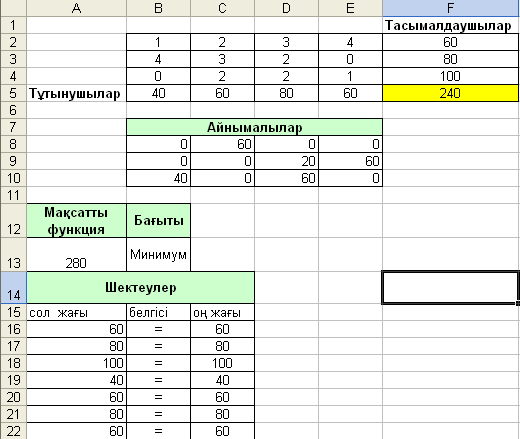 A B C D E F
1 Тасымалдаушылар
2 1 2 3 4 60
3 4 3 2 0 80
4 0 2 2 1 100
5 Тұтынушылар 40 60 80 60 240
6
7 Айнымалылар
8 0 60 0 0
9 0 0 20 60
10 40 0 60 0
11
12 Мақсатты функция Бағыты
13 280 Минимум
14 Шектеулер
15 сол жағы белгісі оң жағы
16 60 = 60
17 80 = 80
18 100 = 100
19 40 = 40
20 60 = 60
21 80 = 80
22 60 = 60